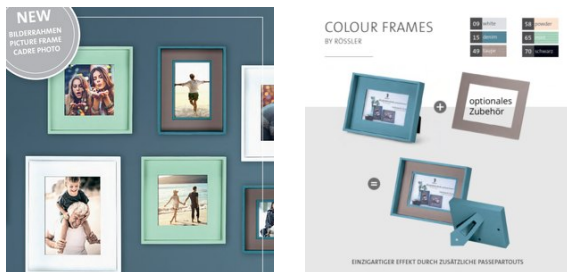 NEW
BILDERRAHMEN
PICTURE FRAME
CADRE PHOTO
COLOUR FRAMES
BY RÖSSLER
09 white
58 powder
15 denim
65
49 taupe
70 schwarz
optionales
Zubehör
EINZIGARTIGER EFFEKT DURCH ZUSÄTZLICHE PASSEPARTOUTS